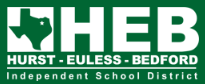 HEB
HURST - EULESS - BEDFORD
Independent School District